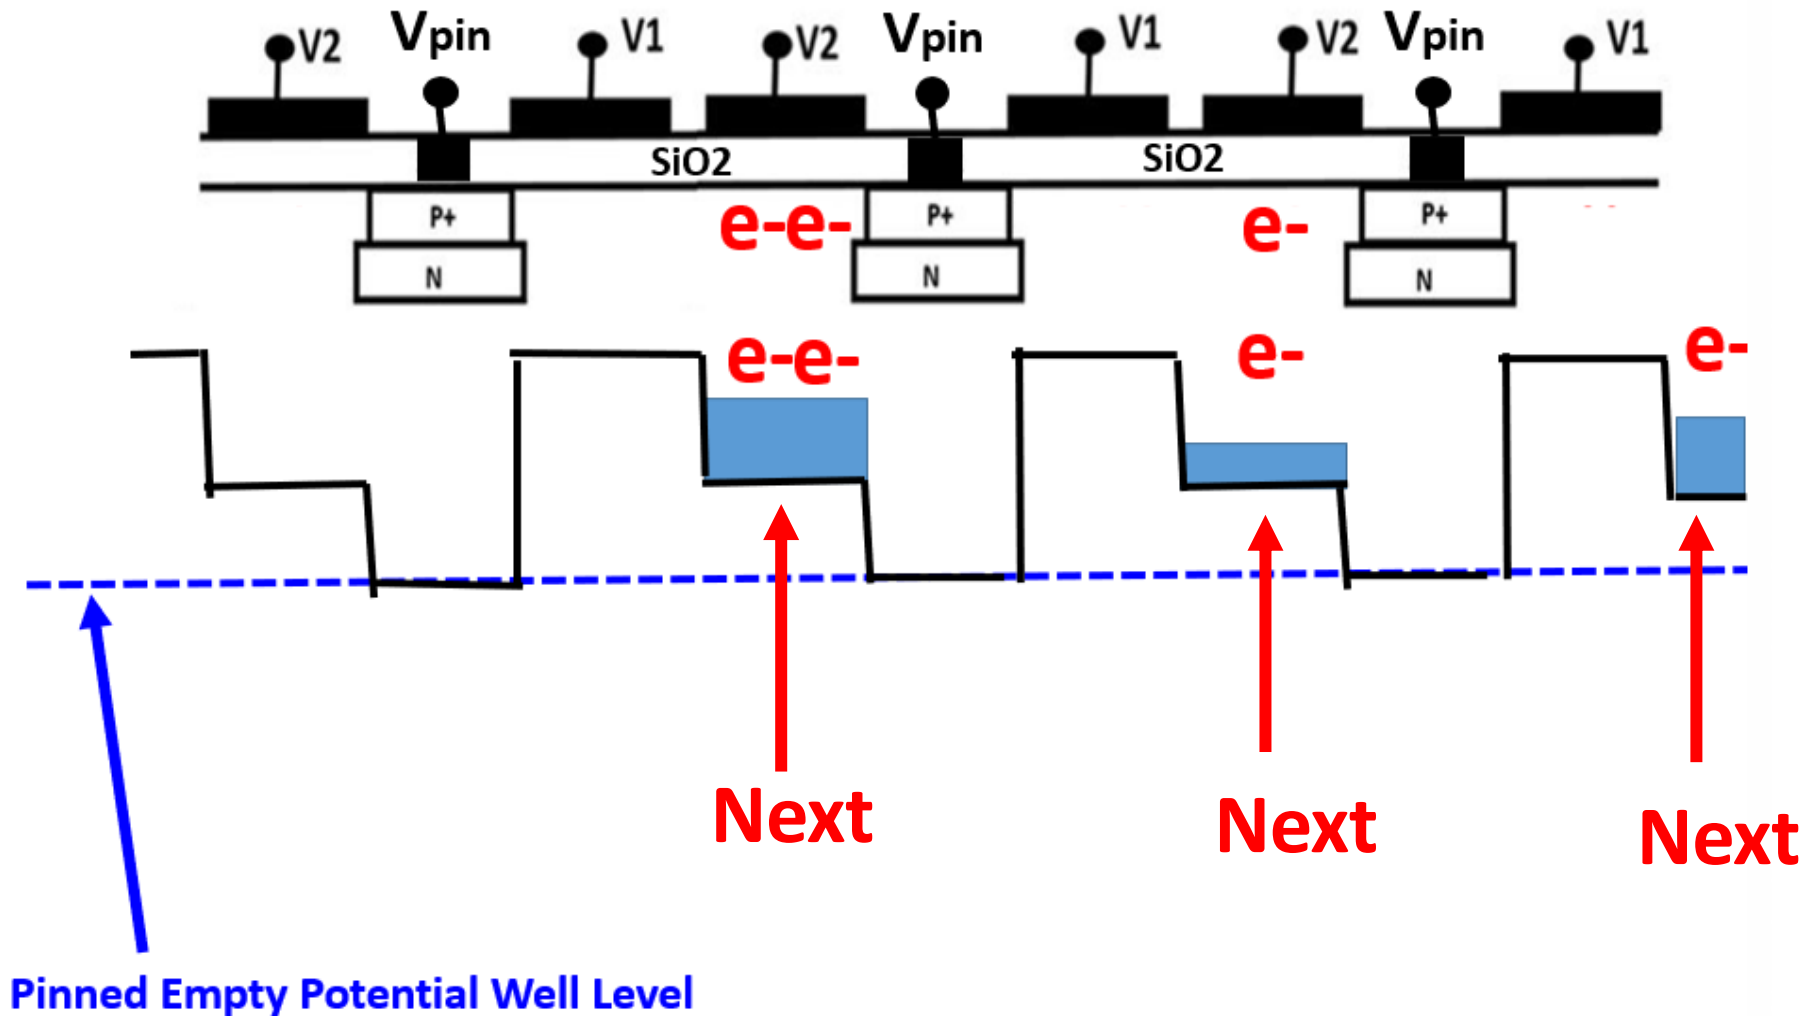 V2 Vpin V1 V2 Vpin V1 V2 Vpin V1
SiO2 SiO2
P+ e-e- P+ e- P+
N N N
e-e- e- e-
Next Next Next
Pinned Empty Potential Well Level